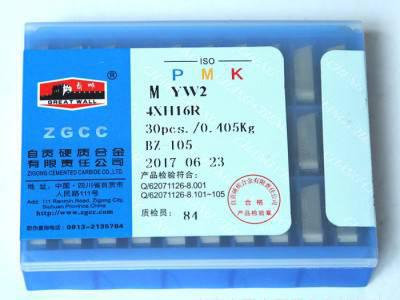 ISO
P M K
GREAT WALL
®
ZGCC
自贡硬质合金
有限责任公司
ZIGONG CEMENTED CARBIDE CO.,LTD.
地址:中国·四川省自贡市
人民路111号
Add: 111 Renmin Road, Zigong City,
Sichuan Province, China
电话 Tel: 0813-2135784
www.zgcc.com
M YW2
4XH16R
30pcs./0.405Kg
BZ-105
2017 06 23
产品检验符合:
Q/62071126-8.001
Q/62071126-8.101~105
质检员: 84
合格